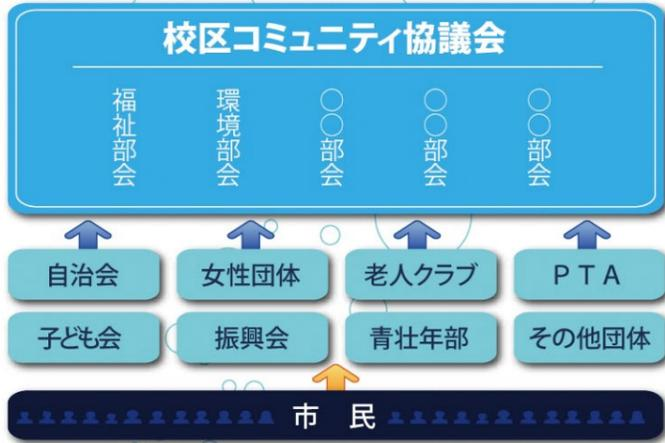 校区コミュニティ協議会
福祉部会
環境部会
○○部会
○○部会
○○部会
自治会
女性団体
老人クラブ
PTA
子ども会
振興会
青壮年部
その他団体
市 民